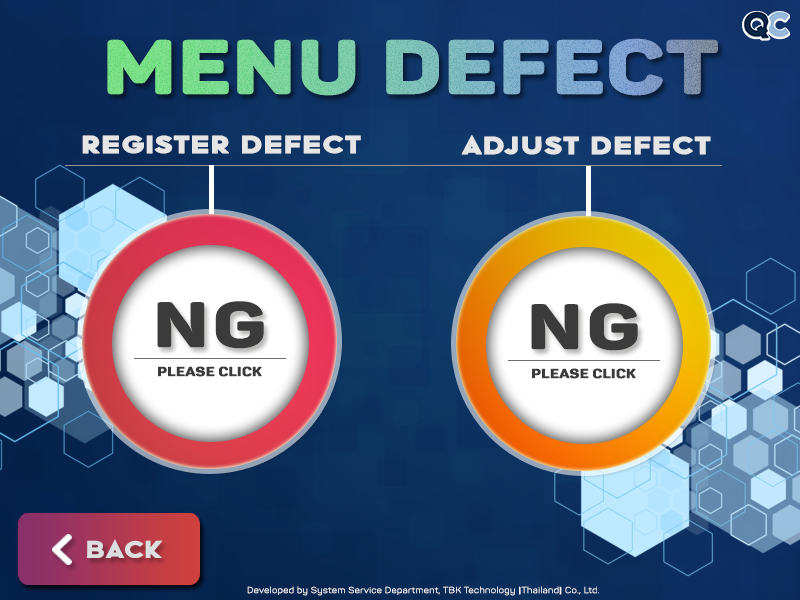 QC
MENU DEFECT
REGISTER DEFECT
ADJUST DEFECT
NG
PLEASE CLICK
NG
PLEASE CLICK
BACK
Developed by System Service Department, TBK Technology |Thailand| Co., Ltd.